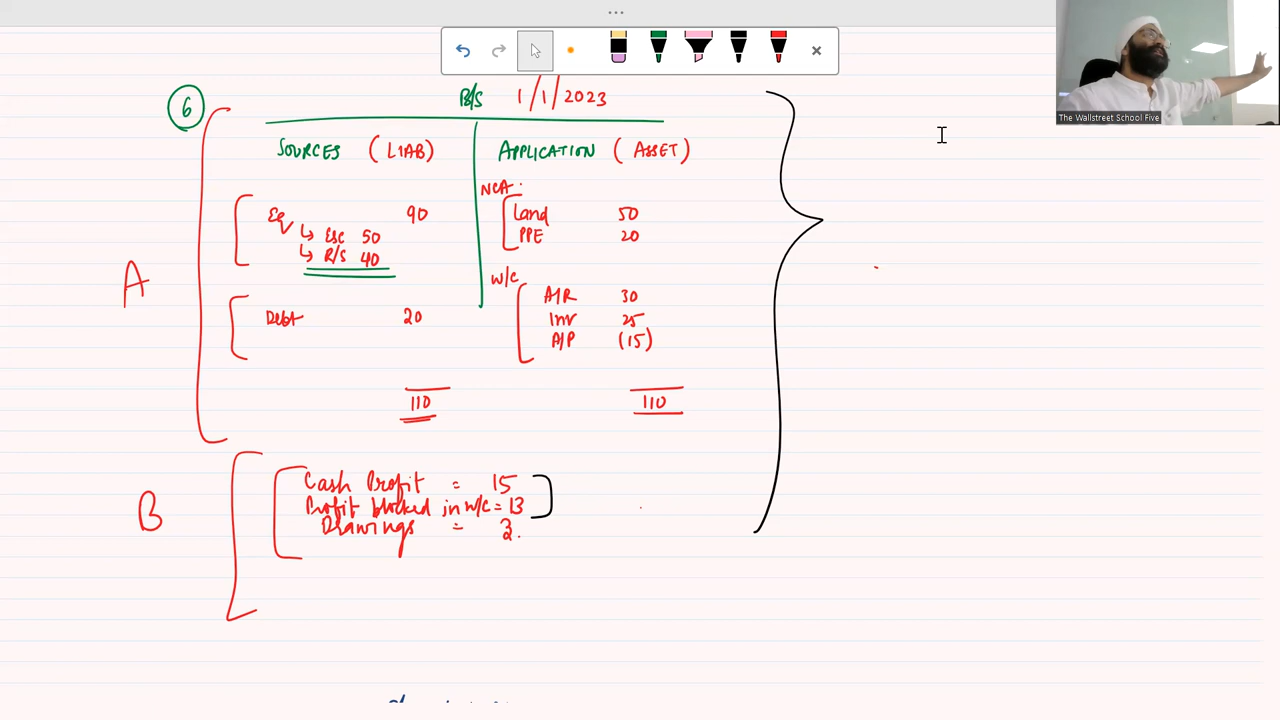 The Wallstreet School Five
6
B/S 1/1/2023
SOURCES (LIAB) APPLICATION (ASSET)
NCA.
Eq 90 Land 50
↳ Esc 50 PPE 20
↳ R/S 40
W/C
Debt 20 A/R 30
Inv 25
A/P (15)
A
110 110
Cash Profit = 15
Profit blocked in W/C = 13
Drawings = 3.
B